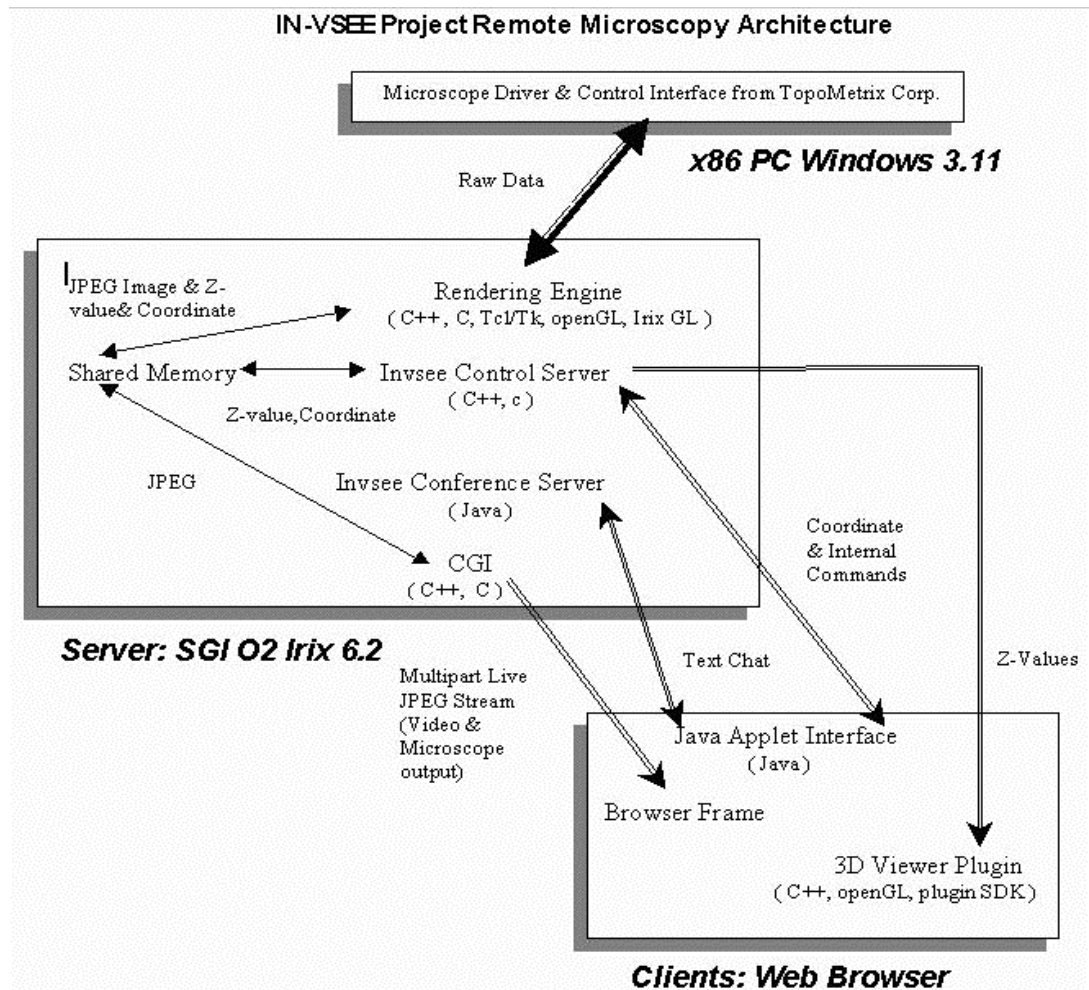 IN-VSEE Project Remote Microscopy Architecture
Microscope Driver & Control Interface from TopoMetrix Corp.
x86 PC Windows 3.11
Raw Data
JPEG Image & Z-
value& Coordinate
Rendering Engine
( C++, C, Tcl/Tk, openGL, Irix GL )
Shared Memory
Invsee Control Server
( C++, c )
Z-value,Coordinate
JPEG
Invsee Conference Server
( Java)
CGI
( C++, C )
Coordinate
& Internal
Commands
Server: SGI O2 Irix 6.2
Multipart Live
JPEG Stream
(Video &
Microscope
output)
Text Chat
Z-Values
Java Applet Interface
(Java)
Browser Frame
3D Viewer Plugin
( C++, openGL, plugin SDK)
Clients: Web Browser